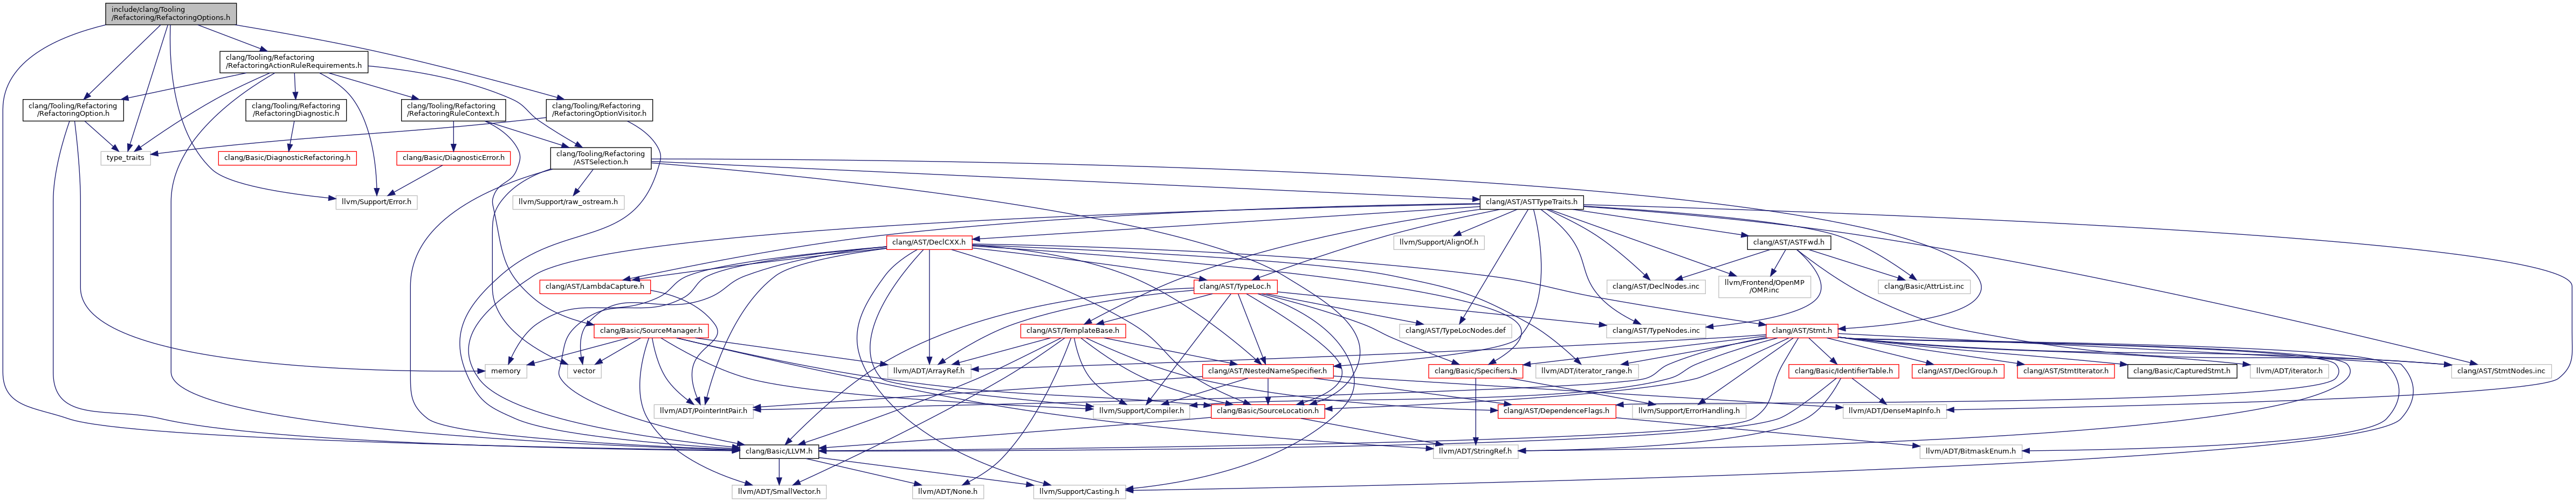 include/clang/Tooling
/Refactoring/RefactoringOptions.h
clang/Tooling/Refactoring
/RefactoringActionRuleRequirements.h
clang/Tooling/Refactoring
/RefactoringOption.h
clang/Tooling/Refactoring
/RefactoringDiagnostic.h
clang/Tooling/Refactoring
/RefactoringRuleContext.h
clang/Tooling/Refactoring
/RefactoringOptionVisitor.h
type_traits
clang/Basic/DiagnosticRefactoring.h
clang/Basic/DiagnosticError.h
clang/Tooling/Refactoring
/ASTSelection.h
llvm/Support/Error.h
llvm/Support/raw_ostream.h
clang/AST/ASTTypeTraits.h
clang/AST/DeclCXX.h
llvm/Support/AlignOf.h
clang/AST/ASTFwd.h
clang/AST/LambdaCapture.h
clang/AST/TypeLoc.h
clang/AST/DeclNodes.inc
llvm/Frontend/OpenMP
/OMP.inc
clang/Basic/AttrList.inc
clang/Basic/SourceManager.h
clang/AST/TemplateBase.h
clang/AST/TypeLocNodes.def
clang/AST/TypeNodes.inc
clang/AST/Stmt.h
memory
vector
llvm/ADT/ArrayRef.h
clang/AST/NestedNameSpecifier.h
clang/Basic/Specifiers.h
llvm/ADT/iterator_range.h
clang/Basic/IdentifierTable.h
clang/AST/DeclGroup.h
clang/AST/StmtIterator.h
clang/Basic/CapturedStmt.h
llvm/ADT/iterator.h
clang/AST/StmtNodes.inc
llvm/ADT/PointerIntPair.h
llvm/Support/Compiler.h
clang/Basic/SourceLocation.h
clang/AST/DependenceFlags.h
llvm/Support/ErrorHandling.h
llvm/ADT/DenseMapInfo.h
clang/Basic/LLVM.h
llvm/ADT/StringRef.h
llvm/ADT/BitmaskEnum.h
llvm/ADT/SmallVector.h
llvm/ADT/None.h
llvm/Support/Casting.h